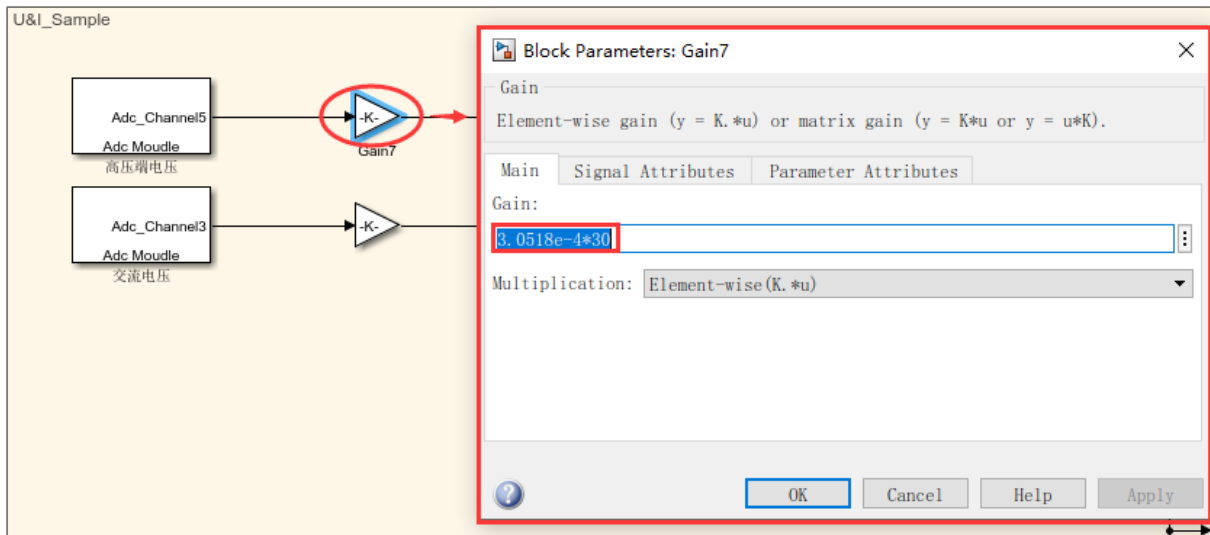 U&I_Sample
Adc_Channel5
Adc Moudle
高压端电压
-K-
Gain7
Adc_Channel3
Adc Moudle
交流电压
-K-
Block Parameters: Gain7
Gain
Element-wise gain (y = K.*u) or matrix gain (y = K*u or y = u*K).
Main Signal Attributes Parameter Attributes
Gain:
3.0518e-4*30
Multiplication: Element-wise(K.*u)
OK Cancel Help Apply